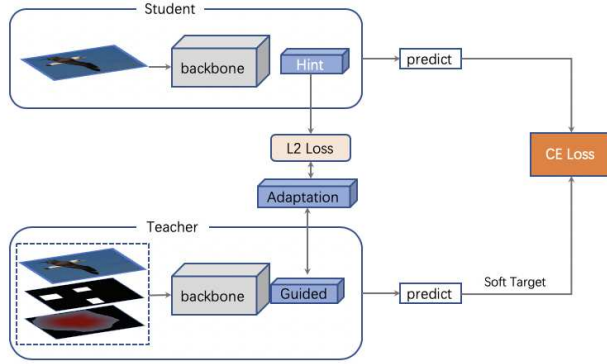 Student
backbone
Hint
predict
L2 Loss
CE Loss
Adaptation
Teacher
backbone
Guided
predict
Soft Target